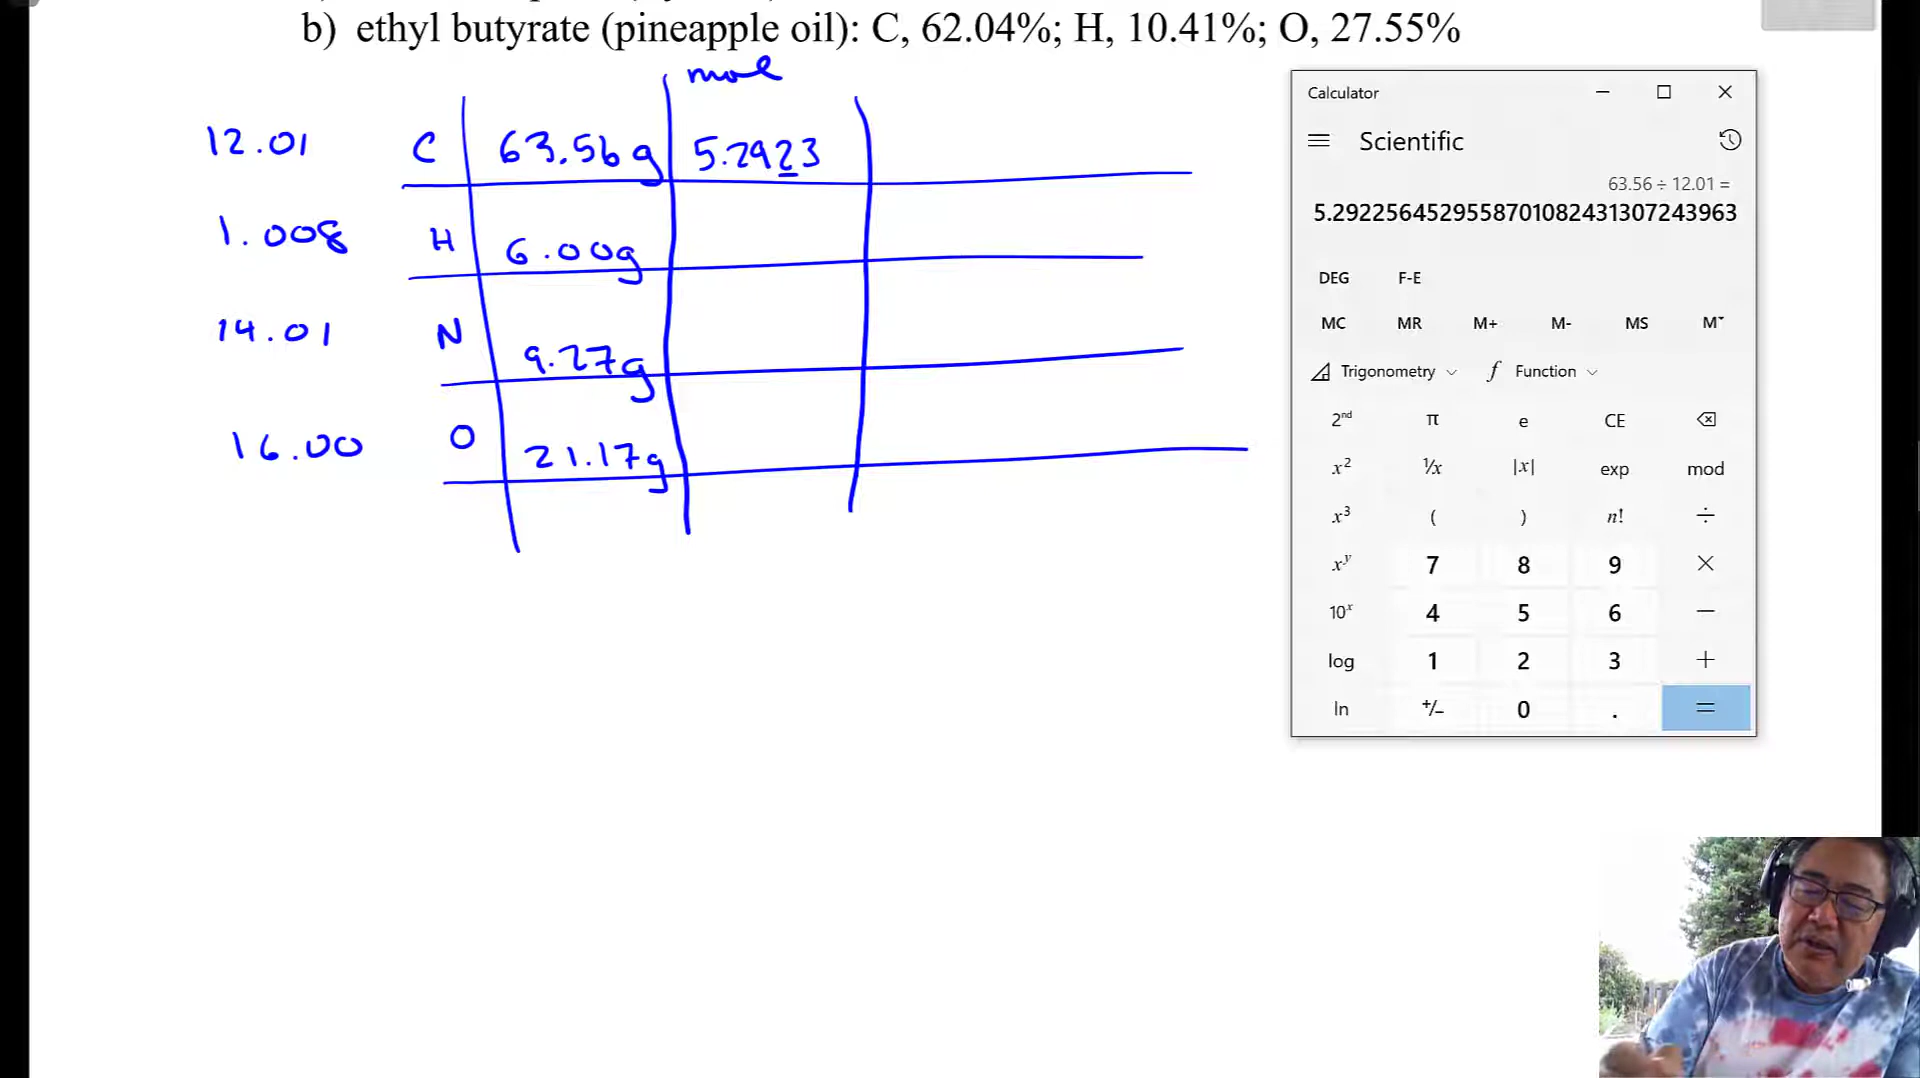 b) ethyl butyrate (pineapple oil): C, 62.04%; H, 10.41%; O, 27.55%
mole
12.01 C 63.56g 5.2923
1.008 H 6.00g
14.01 N 9.27g
16.00 O 21.17g
Calculator
Scientific
63.56 ÷ 12.01 =
5.2922564529558701082431307243963
DEG F-E
MC MR M+ M- MS M˅
Trigonometry f Function
2nd π e CE
x² ¹/x |x| exp mod
x³ ( ) n! ÷
xʸ 7 8 9 ×
10ˣ 4 5 6 −
log 1 2 3 +
ln +/− 0 . =